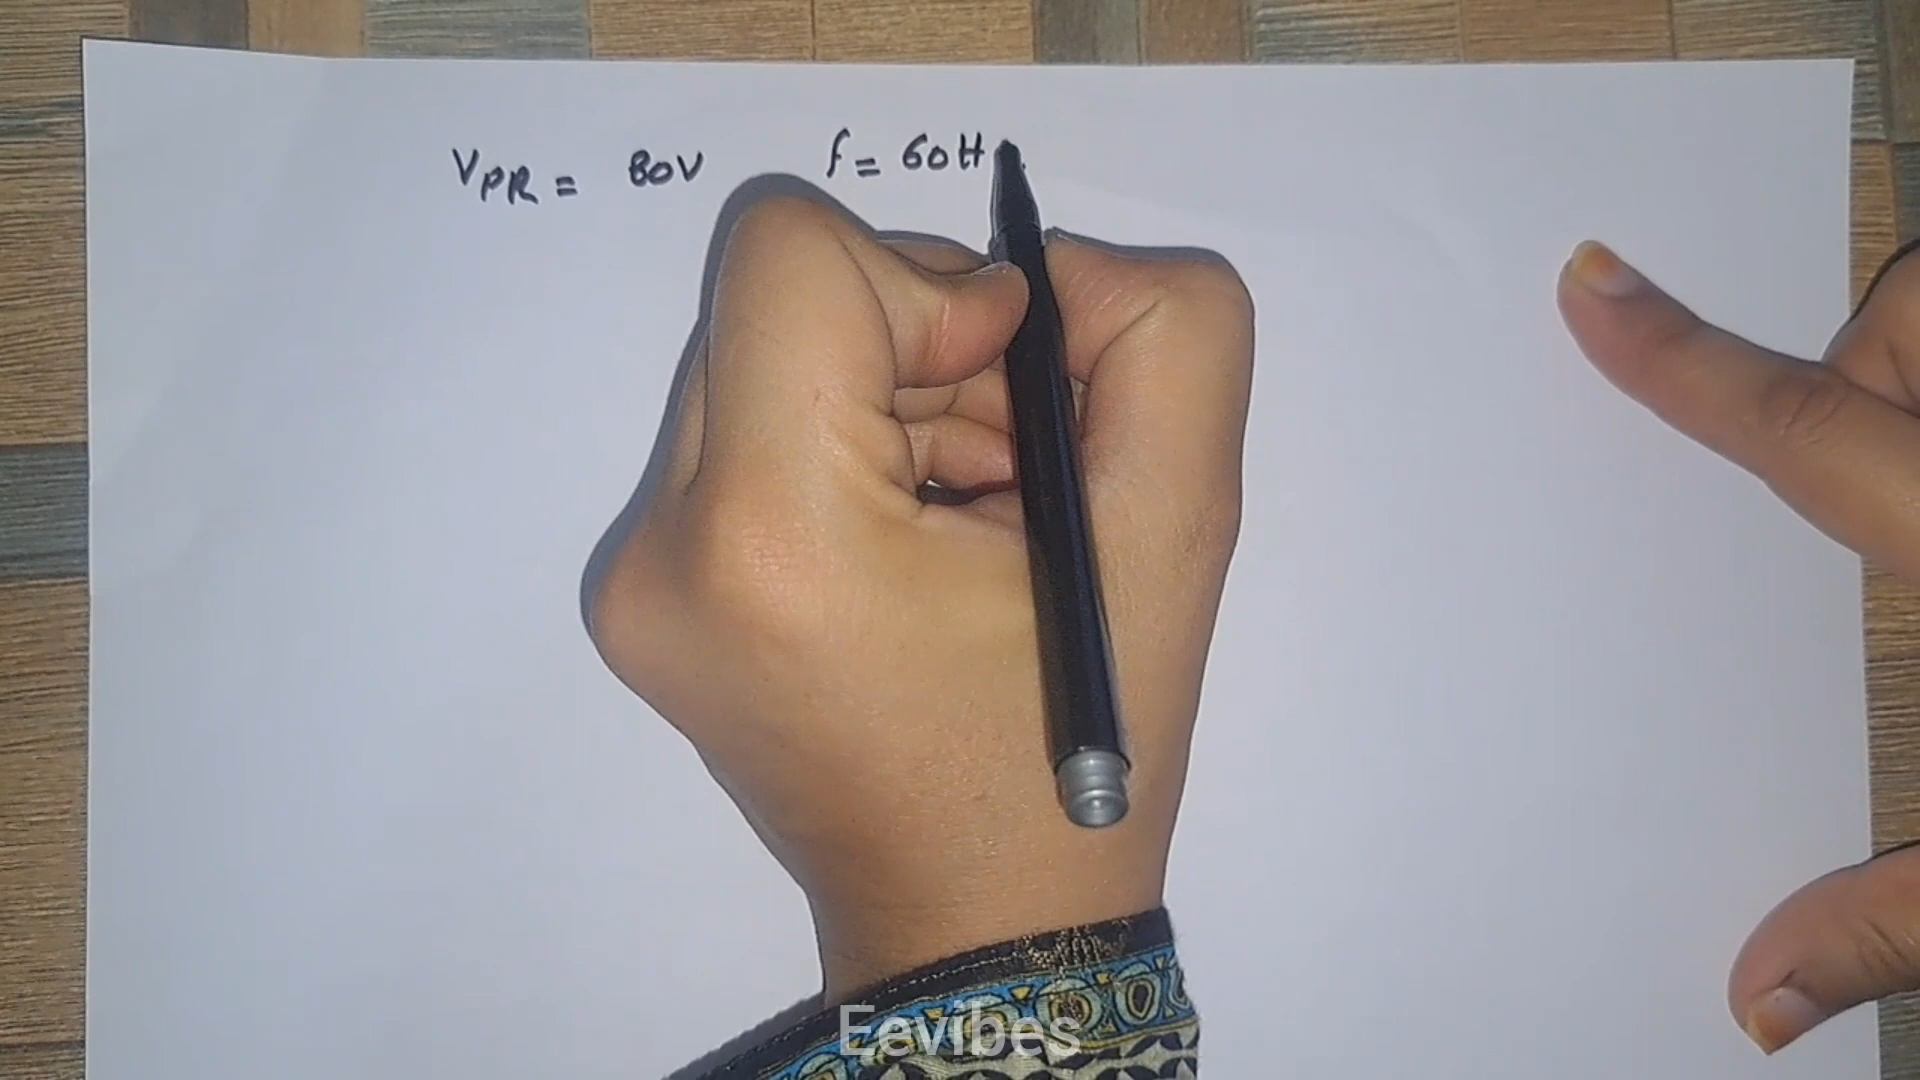 VPR = 80V f = 60H
Eevibes